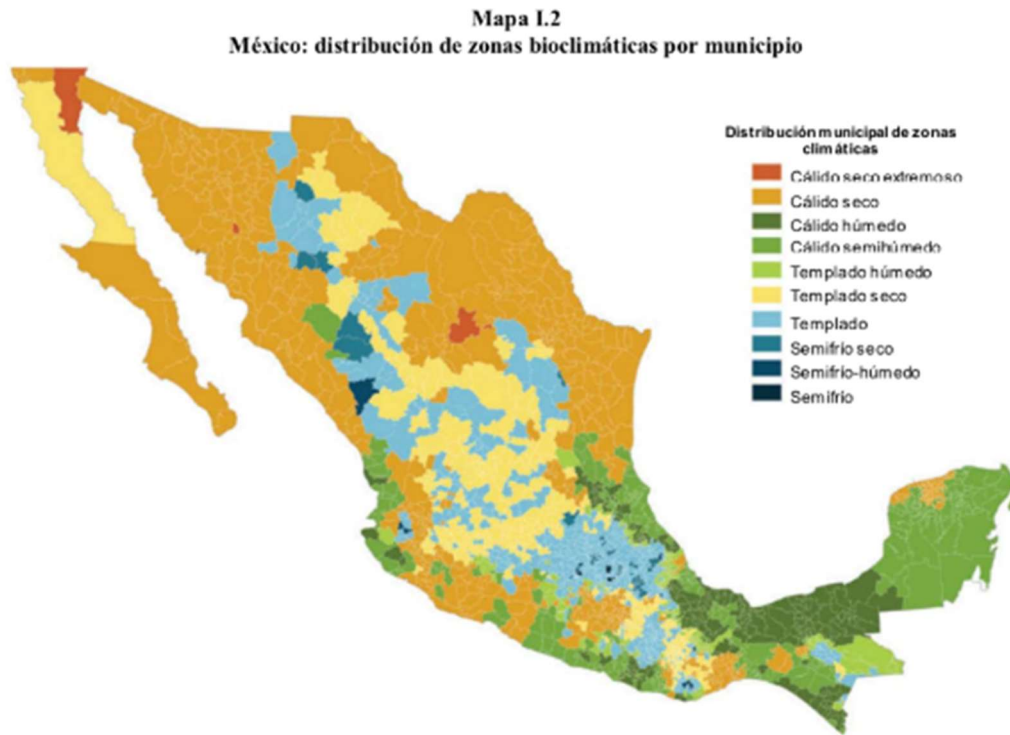 Mapa I.2
México: distribución de zonas bioclimáticas por municipio
Distribución municipal de zonas
climáticas
Cálido seco extremoso
Cálido seco
Cálido húmedo
Cálido semihúmedo
Templado húmedo
Templado seco
Templado
Semifrío seco
Semifrío-húmedo
Semifrío